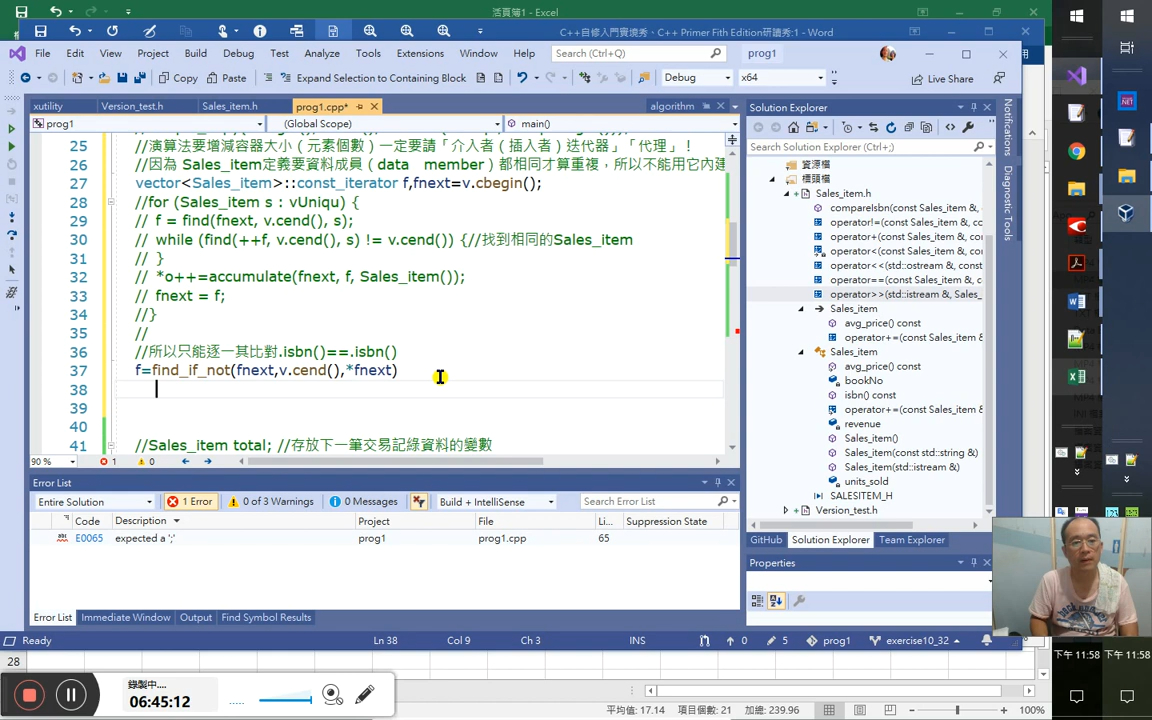 活頁簿1 - Excel
C++自修入門實境秀、C++ Primer Fifth Edition研讀秀:1 - Word
File Edit View Project Build Debug Test Analyze Tools Extensions Window Help Search (Ctrl+Q) prog1
Copy Paste Expand Selection to Containing Block Debug x64 Live Share
xutility Version_test.h Sales_item.h prog1.cpp* algorithm
prog1 (Global Scope) main()
25 //演算法要增減容器大小（元素個數）一定要請「介入者（插入者）迭代器」「代理」！
26 //因為 Sales_item定義要資料成員（data member）都相同才算重複，所以不能用它內建
27 vector<Sales_item>::const_iterator f,fnext=v.cbegin();
28 //for (Sales_item s : vUniqu) {
29 // f = find(fnext, v.cend(), s);
30 // while (find(++f, v.cend(), s) != v.cend()) {//找到相同的Sales_item
31 // }
32 // *o++=accumulate(fnext, f, Sales_item());
33 // fnext = f;
34 //}
35 //
36 //所以只能逐一其比對.isbn()==.isbn()
37 f=find_if_not(fnext,v.cend(),*fnext)
38
39
40
41 //Sales_item total; //存放下一筆交易記錄資料的變數
90 % 1 0
Error List
Entire Solution 1 Error 0 of 3 Warnings 0 Messages Build + IntelliSense Search Error List
Code Description Project File Li... Suppression State
E0065 expected a ';' prog1 prog1.cpp 65
Error List Immediate Window Output Find Symbol Results
Ready Ln 38 Col 9 Ch 3 INS 0 5 prog1 exercise10_32
Solution Explorer
Search Solution Explorer (Ctrl+;)
資源檔
標頭檔
Sales_item.h
compareIsbn(const Sales_item &,
operator!=(const Sales_item &, c
operator+(const Sales_item &, co
operator<(const Sales_item &, co
operator<<(std::ostream &, const
operator==(const Sales_item &, c
operator>>(std::istream &, Sales_
Sales_item
avg_price() const
operator+=(const Sales_item &)
Sales_item
avg_price() const
bookNo
isbn() const
operator+=(const Sales_item &)
revenue
Sales_item()
Sales_item(const std::string &)
Sales_item(std::istream &)
units_sold
SALESITEM_H
Version_test.h
GitHub Solution Explorer Team Explorer
Properties
Notifications
Diagnostic Tools
28
錄製中....
06:45:12
平均值: 17.14 項目個數: 21 加總: 239.96 100%
下午 11:58 下午 11:58